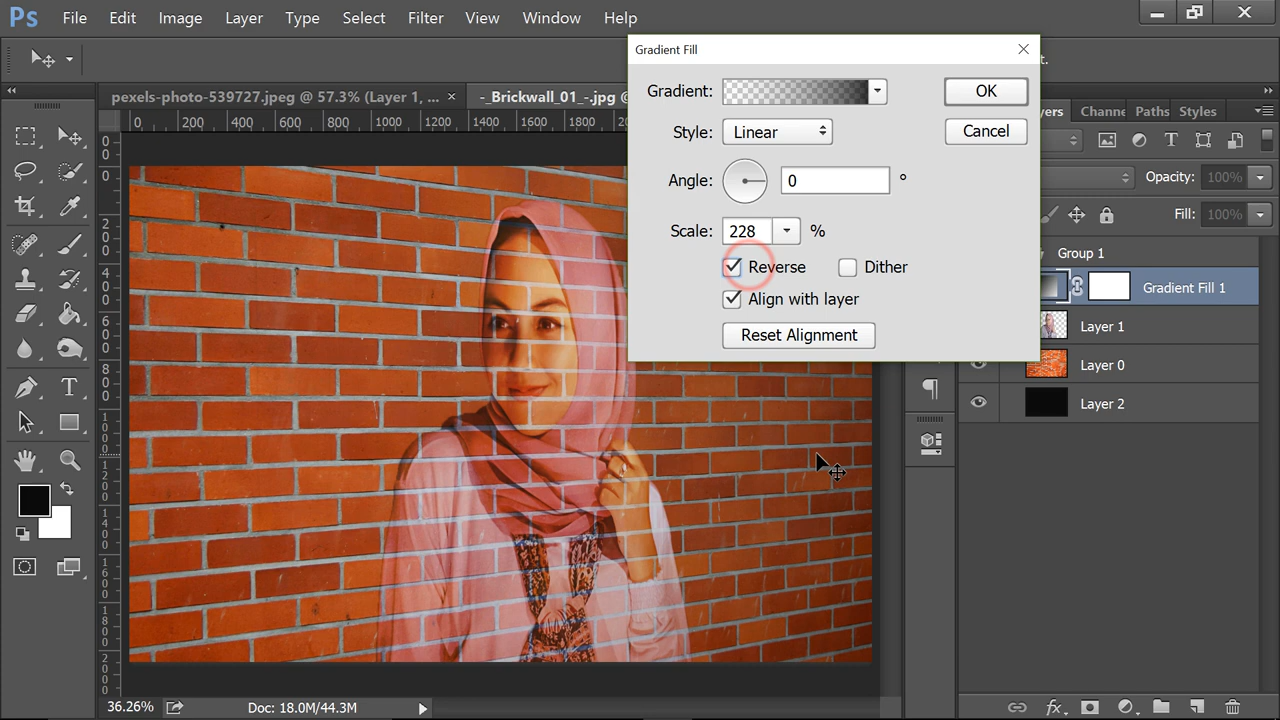 Ps File Edit Image Layer Type Select Filter View Window Help
Gradient Fill
t.
pexels-photo-539727.jpeg @ 57.3% (Layer 1, ... × -_Brickwall_01_-.jpg @
0 200 400 600 800 1000 1200 1400 1600 1800
Gradient: OK
Style: Linear Cancel
Angle: 0 °
Scale: 228 %
Reverse Dither
Align with layer
Reset Alignment
yers Channe Paths Styles
Opacity: 100%
Fill: 100%
Group 1
Gradient Fill 1
Layer 1
Layer 0
Layer 2
36.26% Doc: 18.0M/44.3M